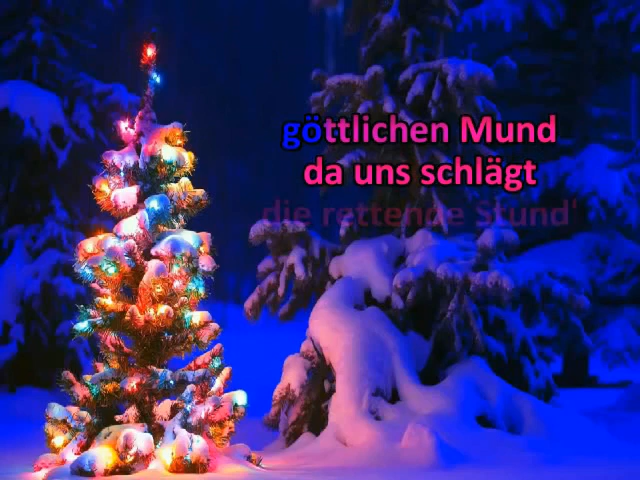 göttlichen Mund
da uns schlägt
die rettende Stund'